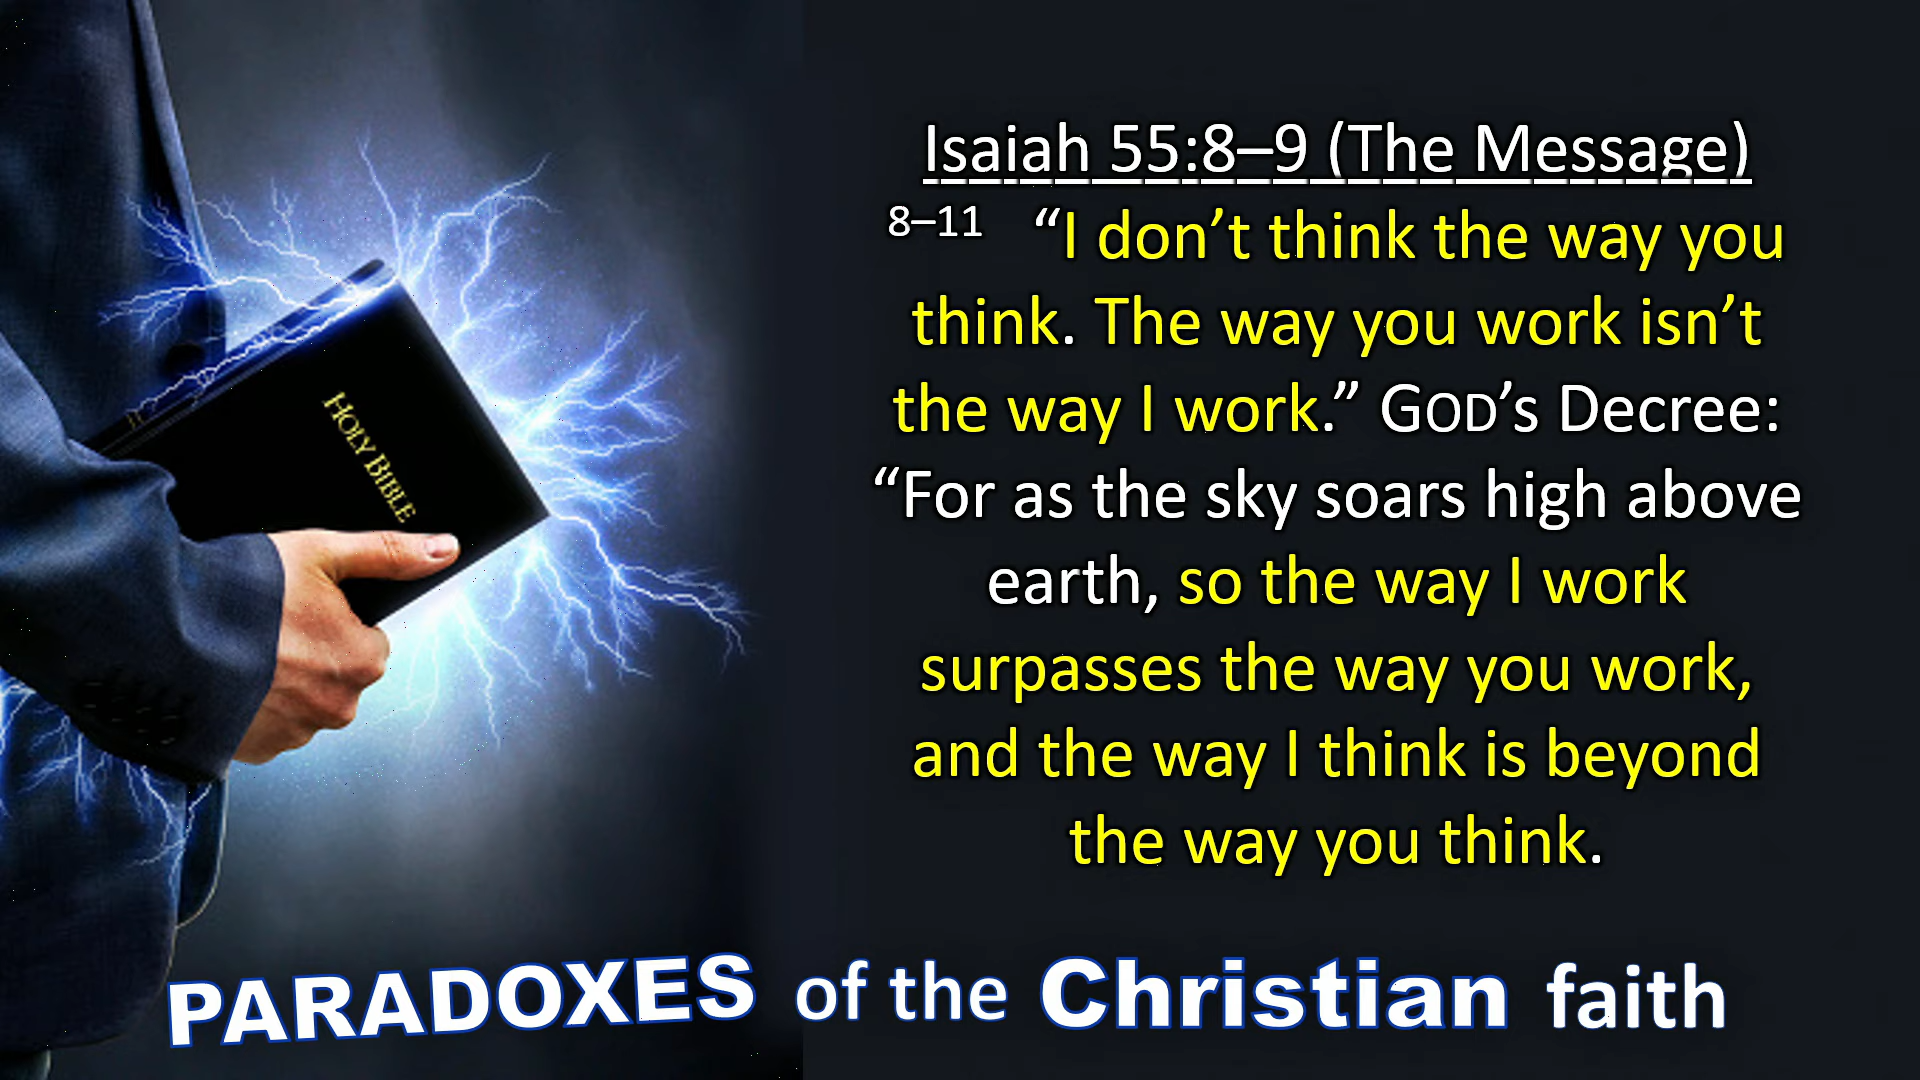 HOLY BIBLE
Isaiah 55:8–9 (The Message)
8–11 “I don’t think the way you
think. The way you work isn’t
the way I work.” GOD’s Decree:
“For as the sky soars high above
earth, so the way I work
surpasses the way you work,
and the way I think is beyond
the way you think.
PARADOXES of the Christian faith